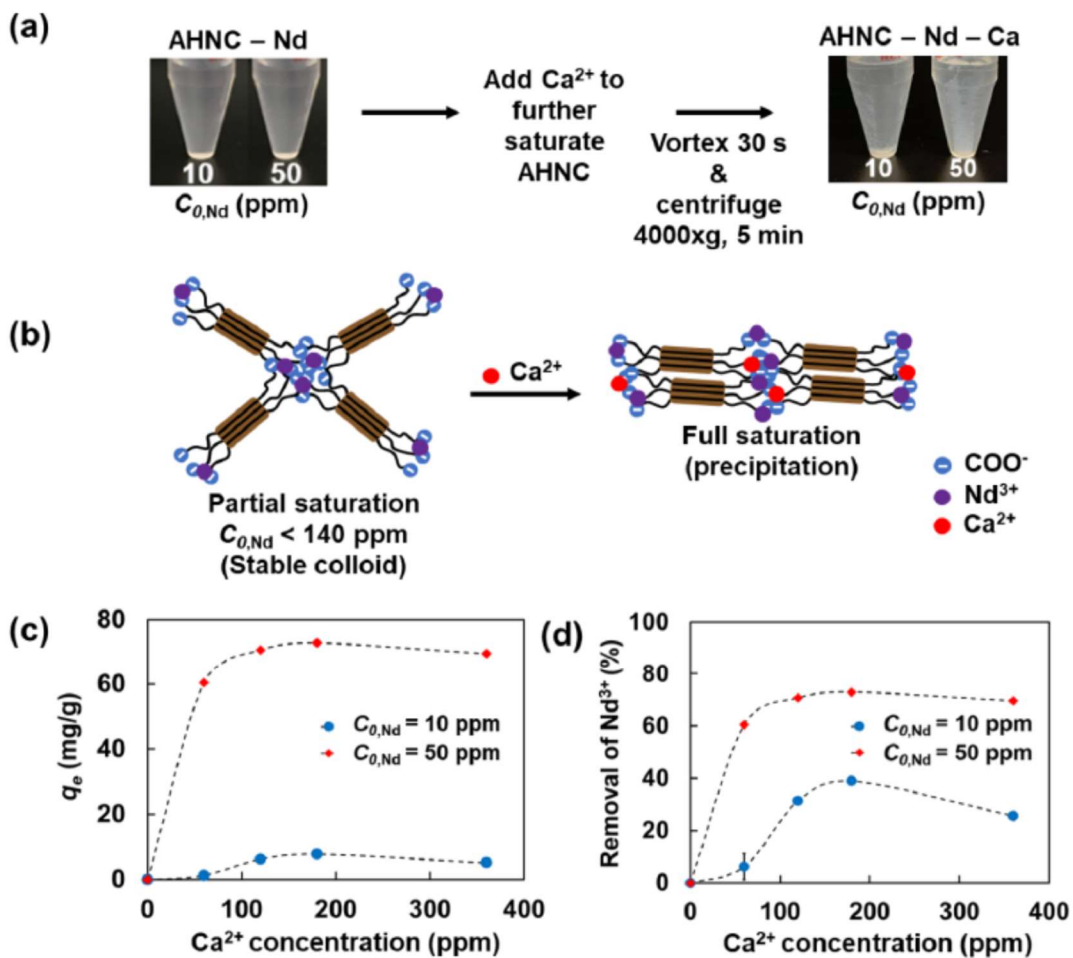 (a)
AHNC – Nd
10 50
C0,Nd (ppm)
Add Ca2+ to
further
saturate
AHNC
Vortex 30 s
&
centrifuge
4000xg, 5 min
AHNC – Nd – Ca
10 50
C0,Nd (ppm)
(b)
Partial saturation
C0,Nd < 140 ppm
(Stable colloid)
Ca2+
Full saturation
(precipitation)
COO-
Nd3+
Ca2+
(c)
qe (mg/g)
80
60
40
20
0
0 100 200 300 400
Ca2+ concentration (ppm)
C0,Nd = 10 ppm
C0,Nd = 50 ppm
(d)
Removal of Nd3+ (%)
100
80
60
40
20
0
0 100 200 300 400
Ca2+ concentration (ppm)
C0,Nd = 10 ppm
C0,Nd = 50 ppm